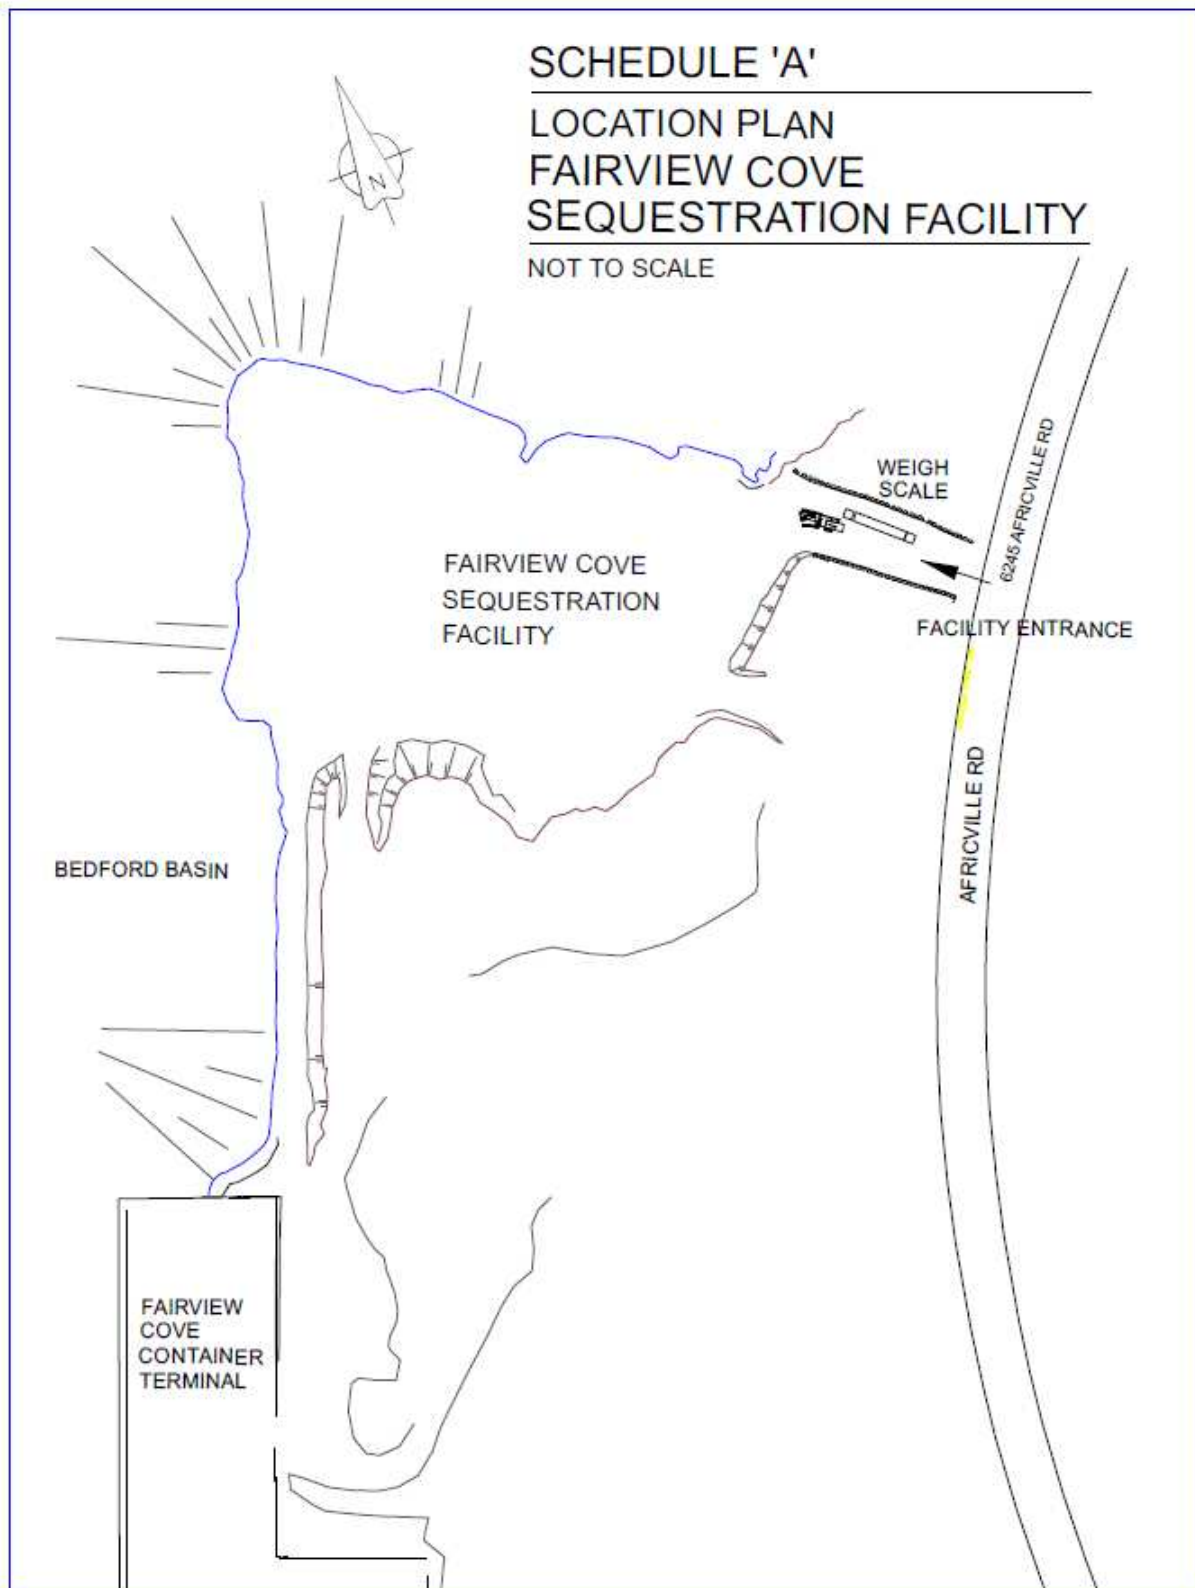 SCHEDULE 'A'
LOCATION PLAN
FAIRVIEW COVE
SEQUESTRATION FACILITY
NOT TO SCALE
N
WEIGH
SCALE
6245 AFRICVILLE RD
FAIRVIEW COVE
SEQUESTRATION
FACILITY
FACILITY ENTRANCE
AFRICVILLE RD
BEDFORD BASIN
FAIRVIEW
COVE
CONTAINER
TERMINAL